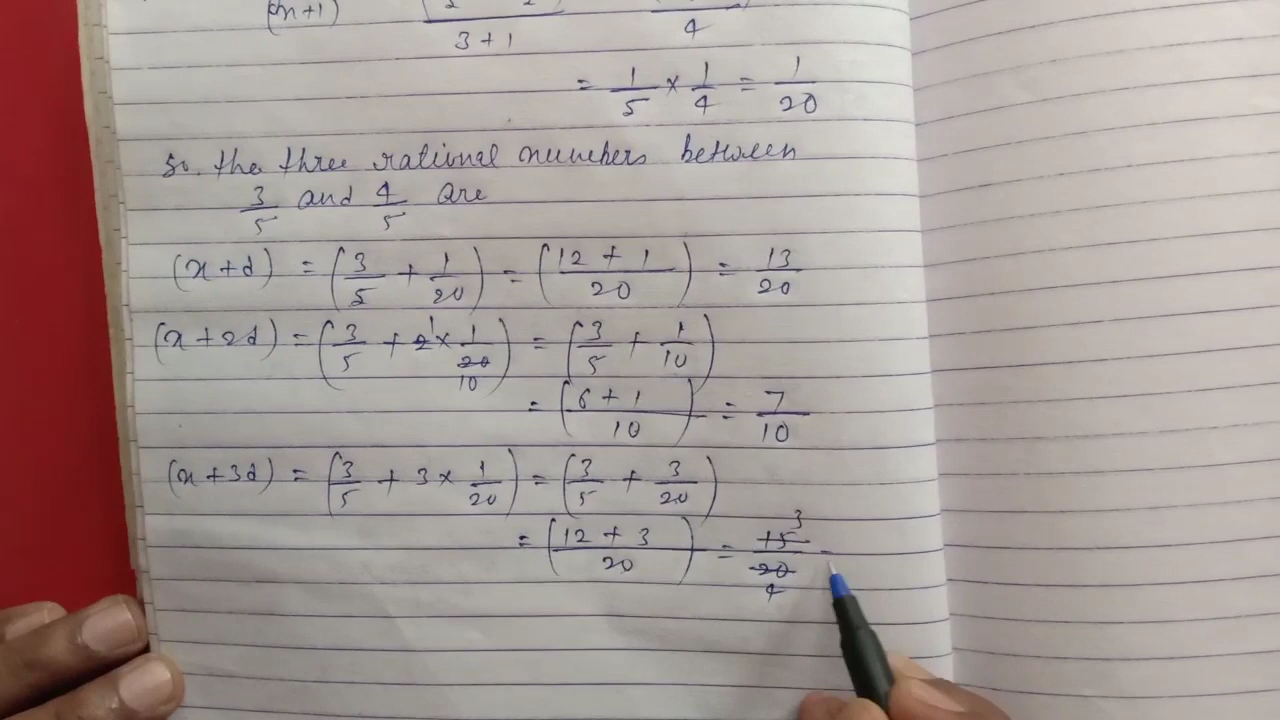 (n+1) 3+1 4
= 1/5 × 1/4 = 1/20
So, the three rational numbers between
3/5 and 4/5 are
(x+d) = (3/5 + 1/20) = (12 + 1/20) = 13/20
(x + 2d) = (3/5 + 2 1 × 1/20 10) = (3/5 + 1/10)
= (6 + 1/10) = 7/10
(x + 3d) = (3/5 + 3 × 1/20) = (3/5 + 3/20)
= (12 + 3/20) = 15 3/20 4 =